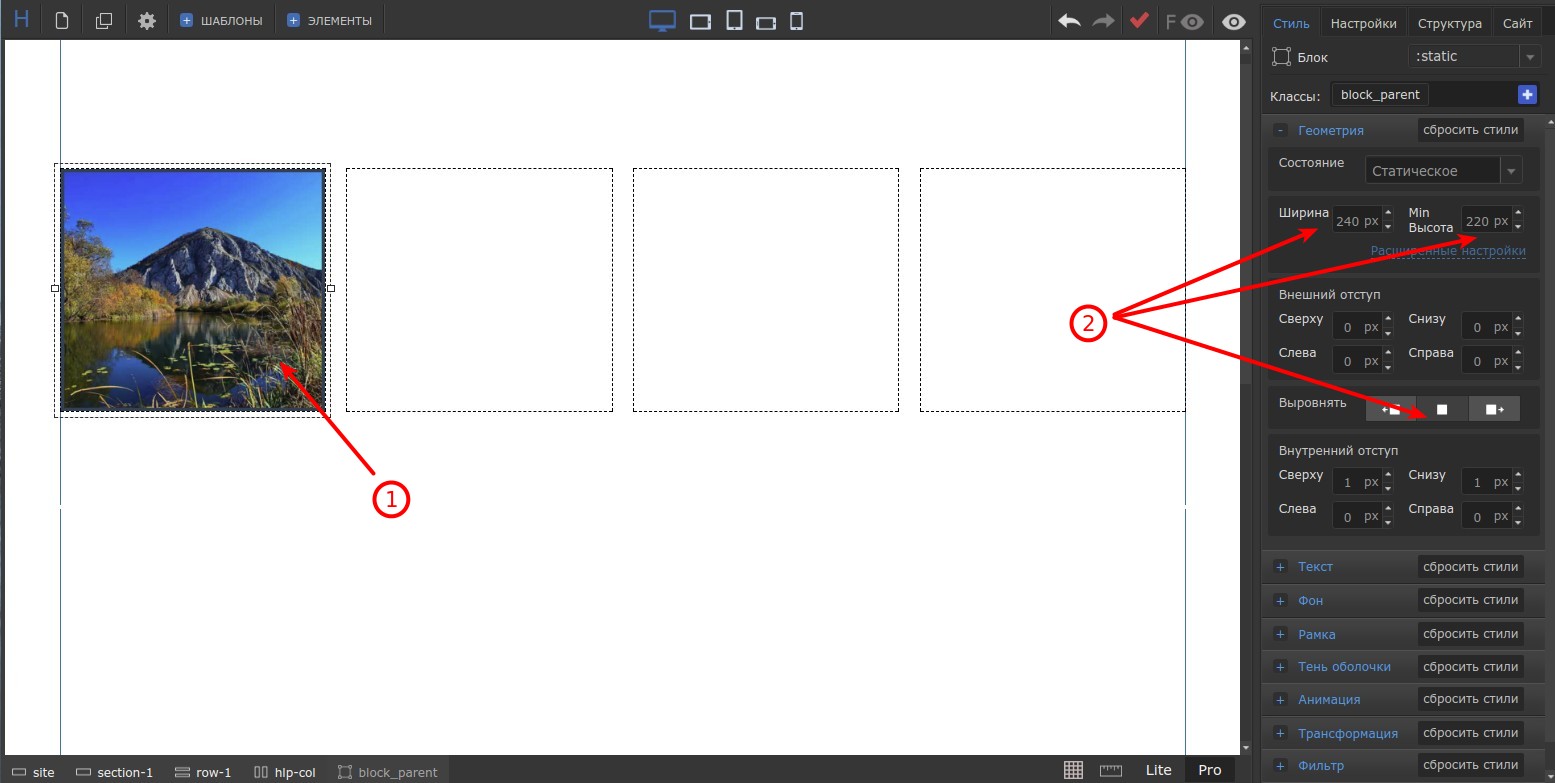 H
ШАБЛОНЫ
ЭЛЕМЕНТЫ
F
Стиль Настройки Структура Сайт
Блок :static
Классы: block_parent
Геометрия сбросить стили
Состояние Статическое
Ширина 240 px Min Высота 220 px
Расширенные настройки
Внешний отступ
Сверху 0 px Снизу 0 px
Слева 0 px Справа 0 px
Выровнять
Внутренний отступ
Сверху 1 px Снизу 1 px
Слева 0 px Справа 0 px
Текст сбросить стили
Фон сбросить стили
Рамка сбросить стили
Тень оболочки сбросить стили
Анимация сбросить стили
Трансформация сбросить стили
Фильтр сбросить стили
2
1
site section-1 row-1 hlp-col block_parent Lite Pro